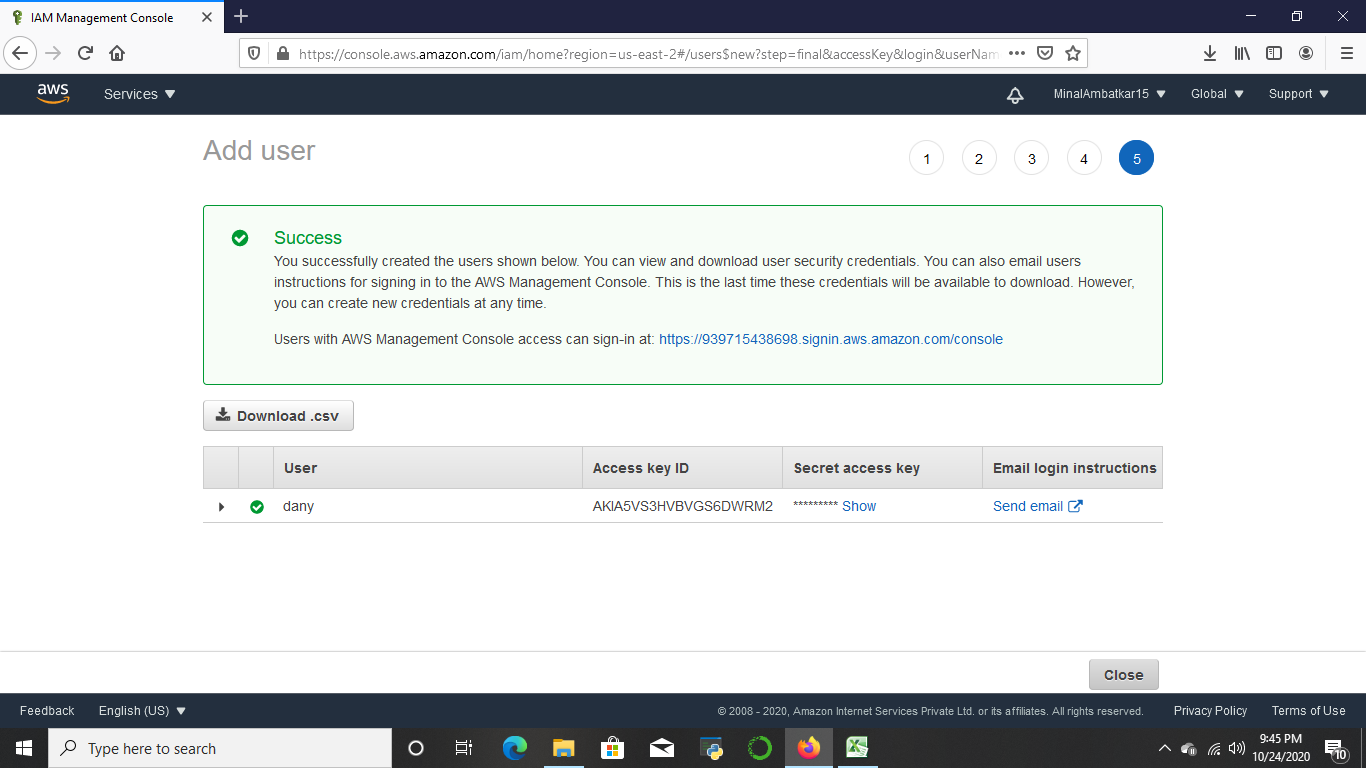 IAM Management Console
https://console.aws.amazon.com/iam/home?region=us-east-2#/users$new?step=final&accessKey&login&userNam
aws
Services
MinalAmbatkar15
Global
Support
Add user
1 2 3 4 5
Success
You successfully created the users shown below. You can view and download user security credentials. You can also email users
instructions for signing in to the AWS Management Console. This is the last time these credentials will be available to download. However,
you can create new credentials at any time.
Users with AWS Management Console access can sign-in at: https://939715438698.signin.aws.amazon.com/console
Download .csv
User Access key ID Secret access key Email login instructions
dany AKIA5VS3HVBVGS6DWRM2 ********* Show Send email
Close
Feedback English (US) © 2008 - 2020, Amazon Internet Services Private Ltd. or its affiliates. All rights reserved. Privacy Policy Terms of Use
Type here to search
9:45 PM
10/24/2020
10